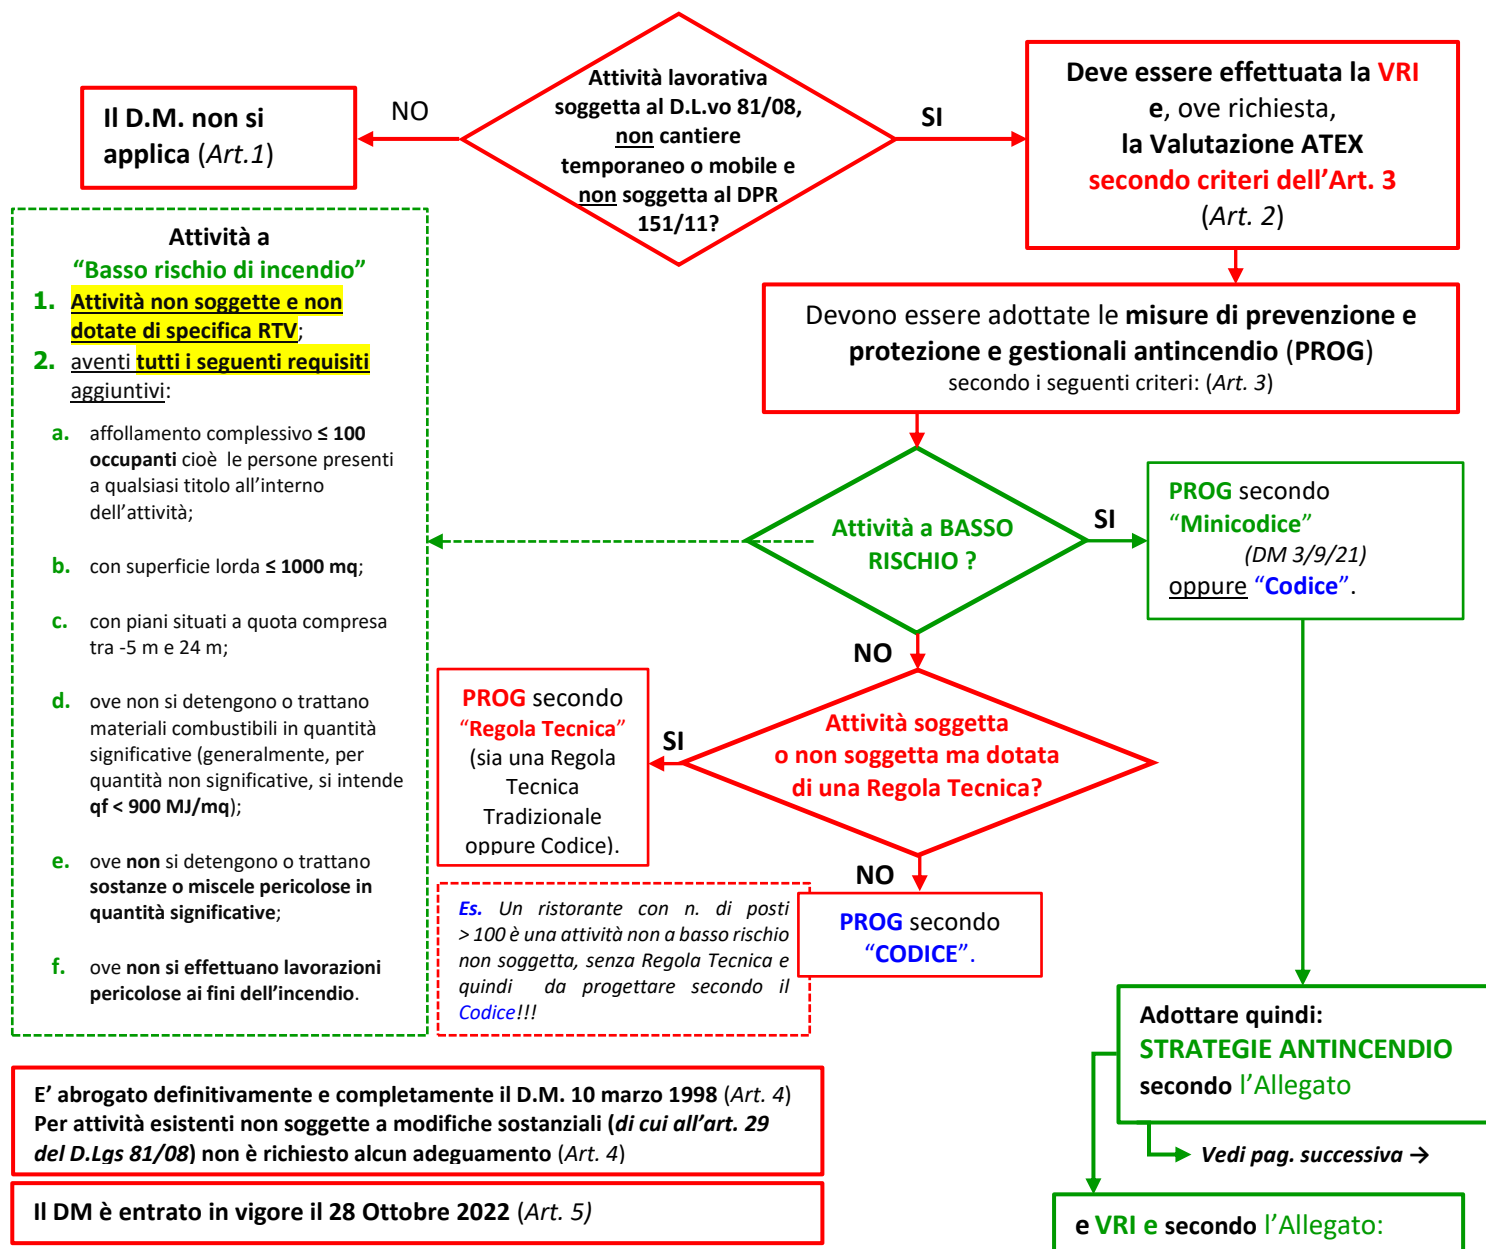 Attività lavorativa
soggetta al D.L.vo 81/08,
non cantiere
temporaneo o mobile e
non soggetta al DPR
151/11?
NO
SI
Il D.M. non si
applica (Art.1)
Deve essere effettuata la VRI
e, ove richiesta,
la Valutazione ATEX
secondo criteri dell'Art. 3
(Art. 2)
Devono essere adottate le misure di prevenzione e
protezione e gestionali antincendio (PROG)
secondo i seguenti criteri: (Art. 3)
Attività a
“Basso rischio di incendio”
1. Attività non soggette e non
dotate di specifica RTV;
2. aventi tutti i seguenti requisiti
aggiuntivi:
a. affollamento complessivo ≤ 100
occupanti cioè le persone presenti
a qualsiasi titolo all'interno
dell'attività;
b. con superficie lorda ≤ 1000 mq;
c. con piani situati a quota compresa
tra -5 m e 24 m;
d. ove non si detengono o trattano
materiali combustibili in quantità
significative (generalmente, per
quantità non significative, si intende
qf < 900 MJ/mq);
e. ove non si detengono o trattano
sostanze o miscele pericolose in
quantità significative;
f. ove non si effettuano lavorazioni
pericolose ai fini dell'incendio.
Attività a BASSO
RISCHIO ?
SI
PROG secondo
“Minicodice”
(DM 3/9/21)
oppure “Codice”.
NO
Attività soggetta
o non soggetta ma dotata
di una Regola Tecnica?
SI
PROG secondo
“Regola Tecnica”
(sia una Regola
Tecnica
Tradizionale
oppure Codice).
NO
PROG secondo
“CODICE”.
Es. Un ristorante con n. di posti
> 100 è una attività non a basso rischio
non soggetta, senza Regola Tecnica e
quindi da progettare secondo il
Codice!!!
Adottare quindi:
STRATEGIE ANTINCENDIO
secondo l'Allegato
Vedi pag. successiva →
e VRI e secondo l'Allegato:
E' abrogato definitivamente e completamente il D.M. 10 marzo 1998 (Art. 4)
Per attività esistenti non soggette a modifiche sostanziali (di cui all'art. 29
del D.Lgs 81/08) non è richiesto alcun adeguamento (Art. 4)
Il DM è entrato in vigore il 28 Ottobre 2022 (Art. 5)